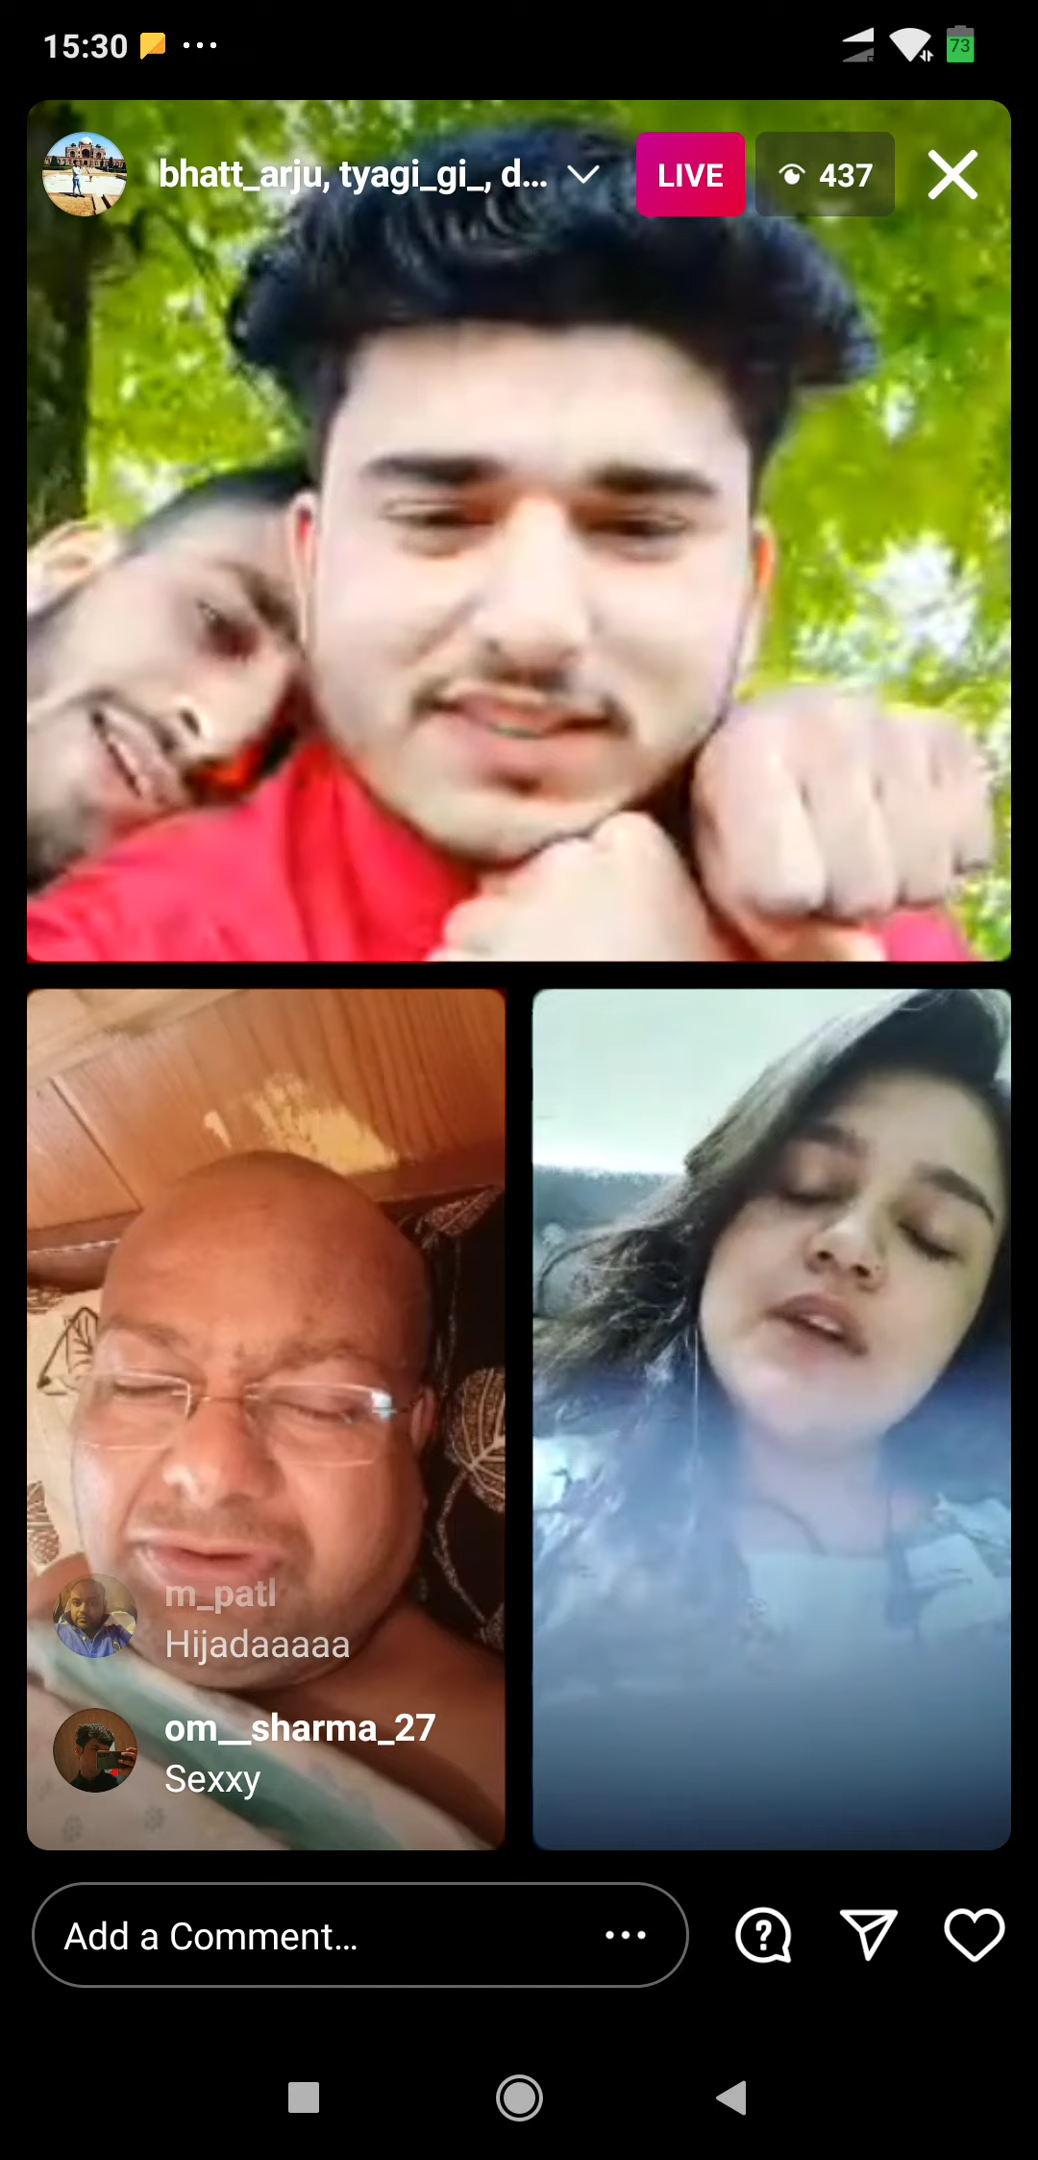 15:30
73
bhatt_arju, tyagi_gi_, d...
LIVE
437
m_patl
Hijadaaaaa
om__sharma_27
Sexxy
Add a Comment...